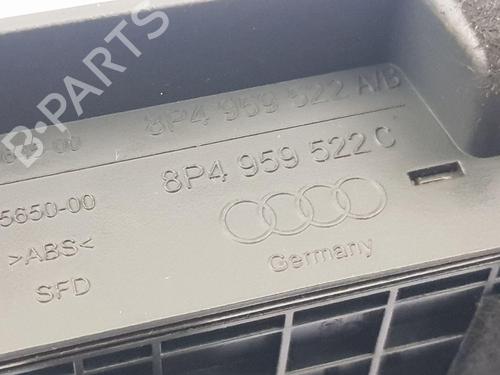 B-PARTS
8P4 959 522 A/B
8P4 959 522 C
5650-00
>ABS<
SFD
Germany